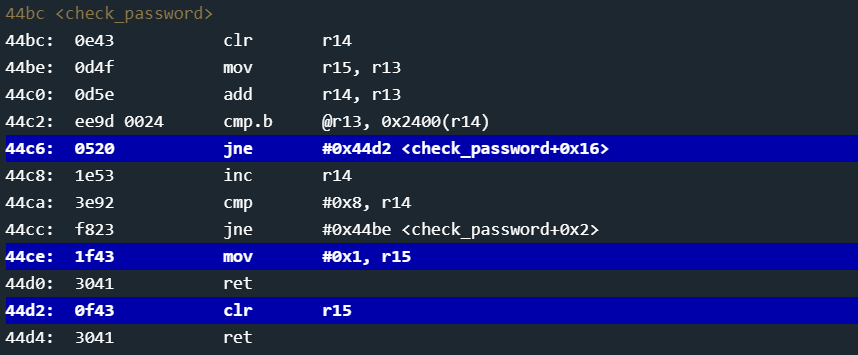 44bc <check_password>
44bc:  0e43           clr       r14
44be:  0d4f           mov       r15, r13
44c0:  0d5e           add       r14, r13
44c2:  ee9d 0024      cmp.b     @r13, 0x2400(r14)
44c6:  0520           jne       #0x44d2 <check_password+0x16>
44c8:  1e53           inc       r14
44ca:  3e92           cmp       #0x8, r14
44cc:  f823           jne       #0x44be <check_password+0x2>
44ce:  1f43           mov       #0x1, r15
44d0:  3041           ret
44d2:  0f43           clr       r15
44d4:  3041           ret